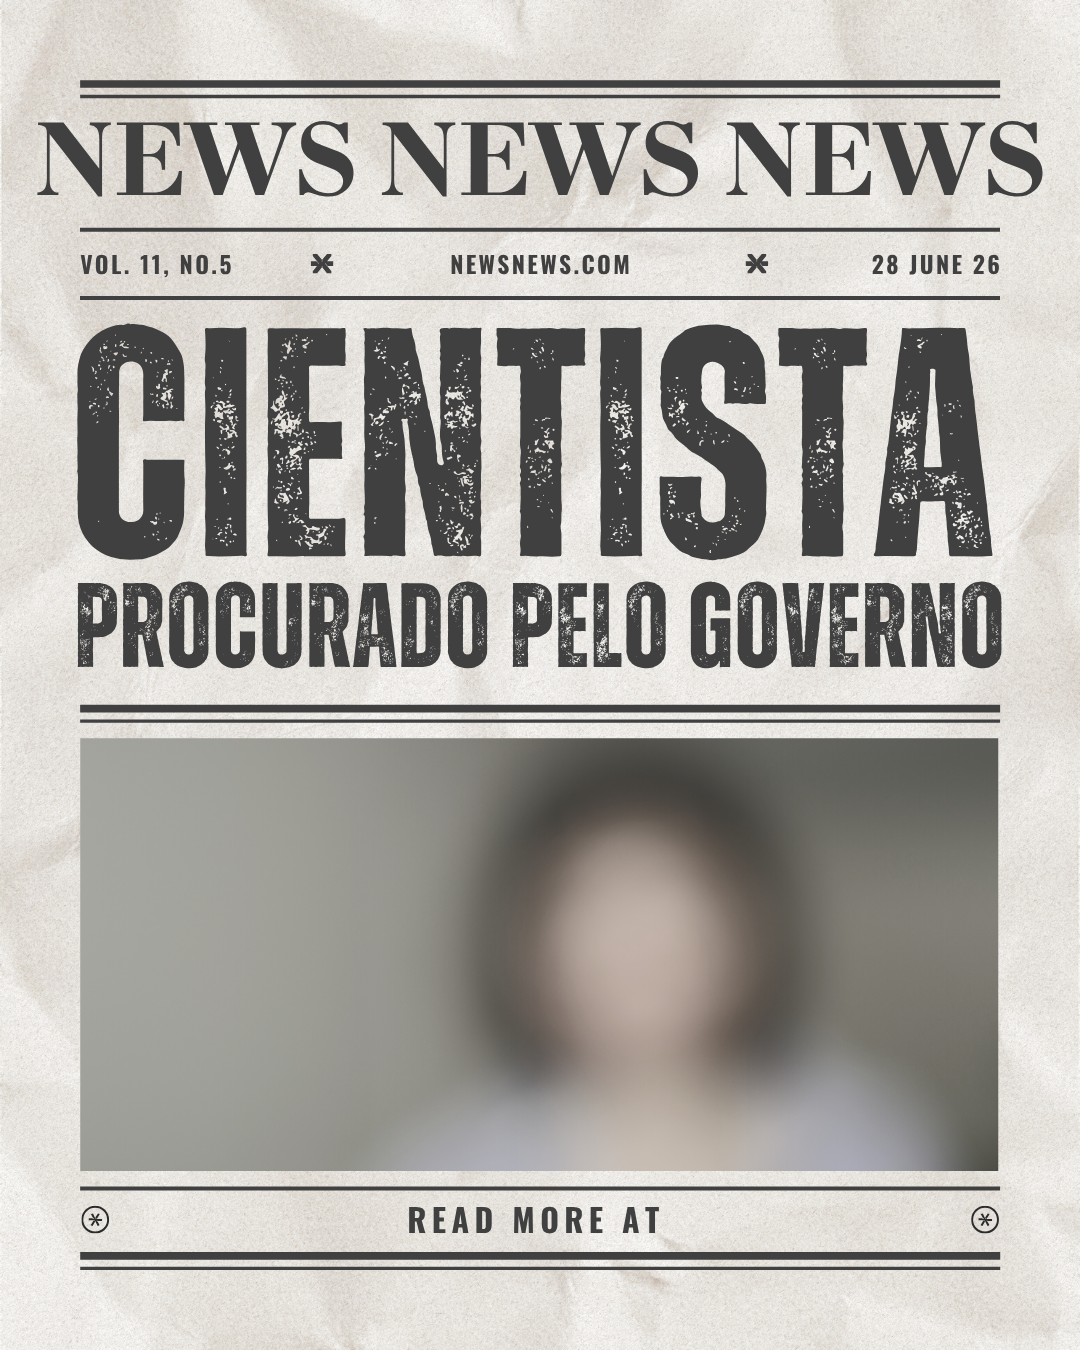 NEWS NEWS NEWS
VOL. 11, NO.5 * NEWSNEWS.COM * 28 JUNE 26
CIENTISTA
PROCURADO PELO GOVERNO
READ MORE AT